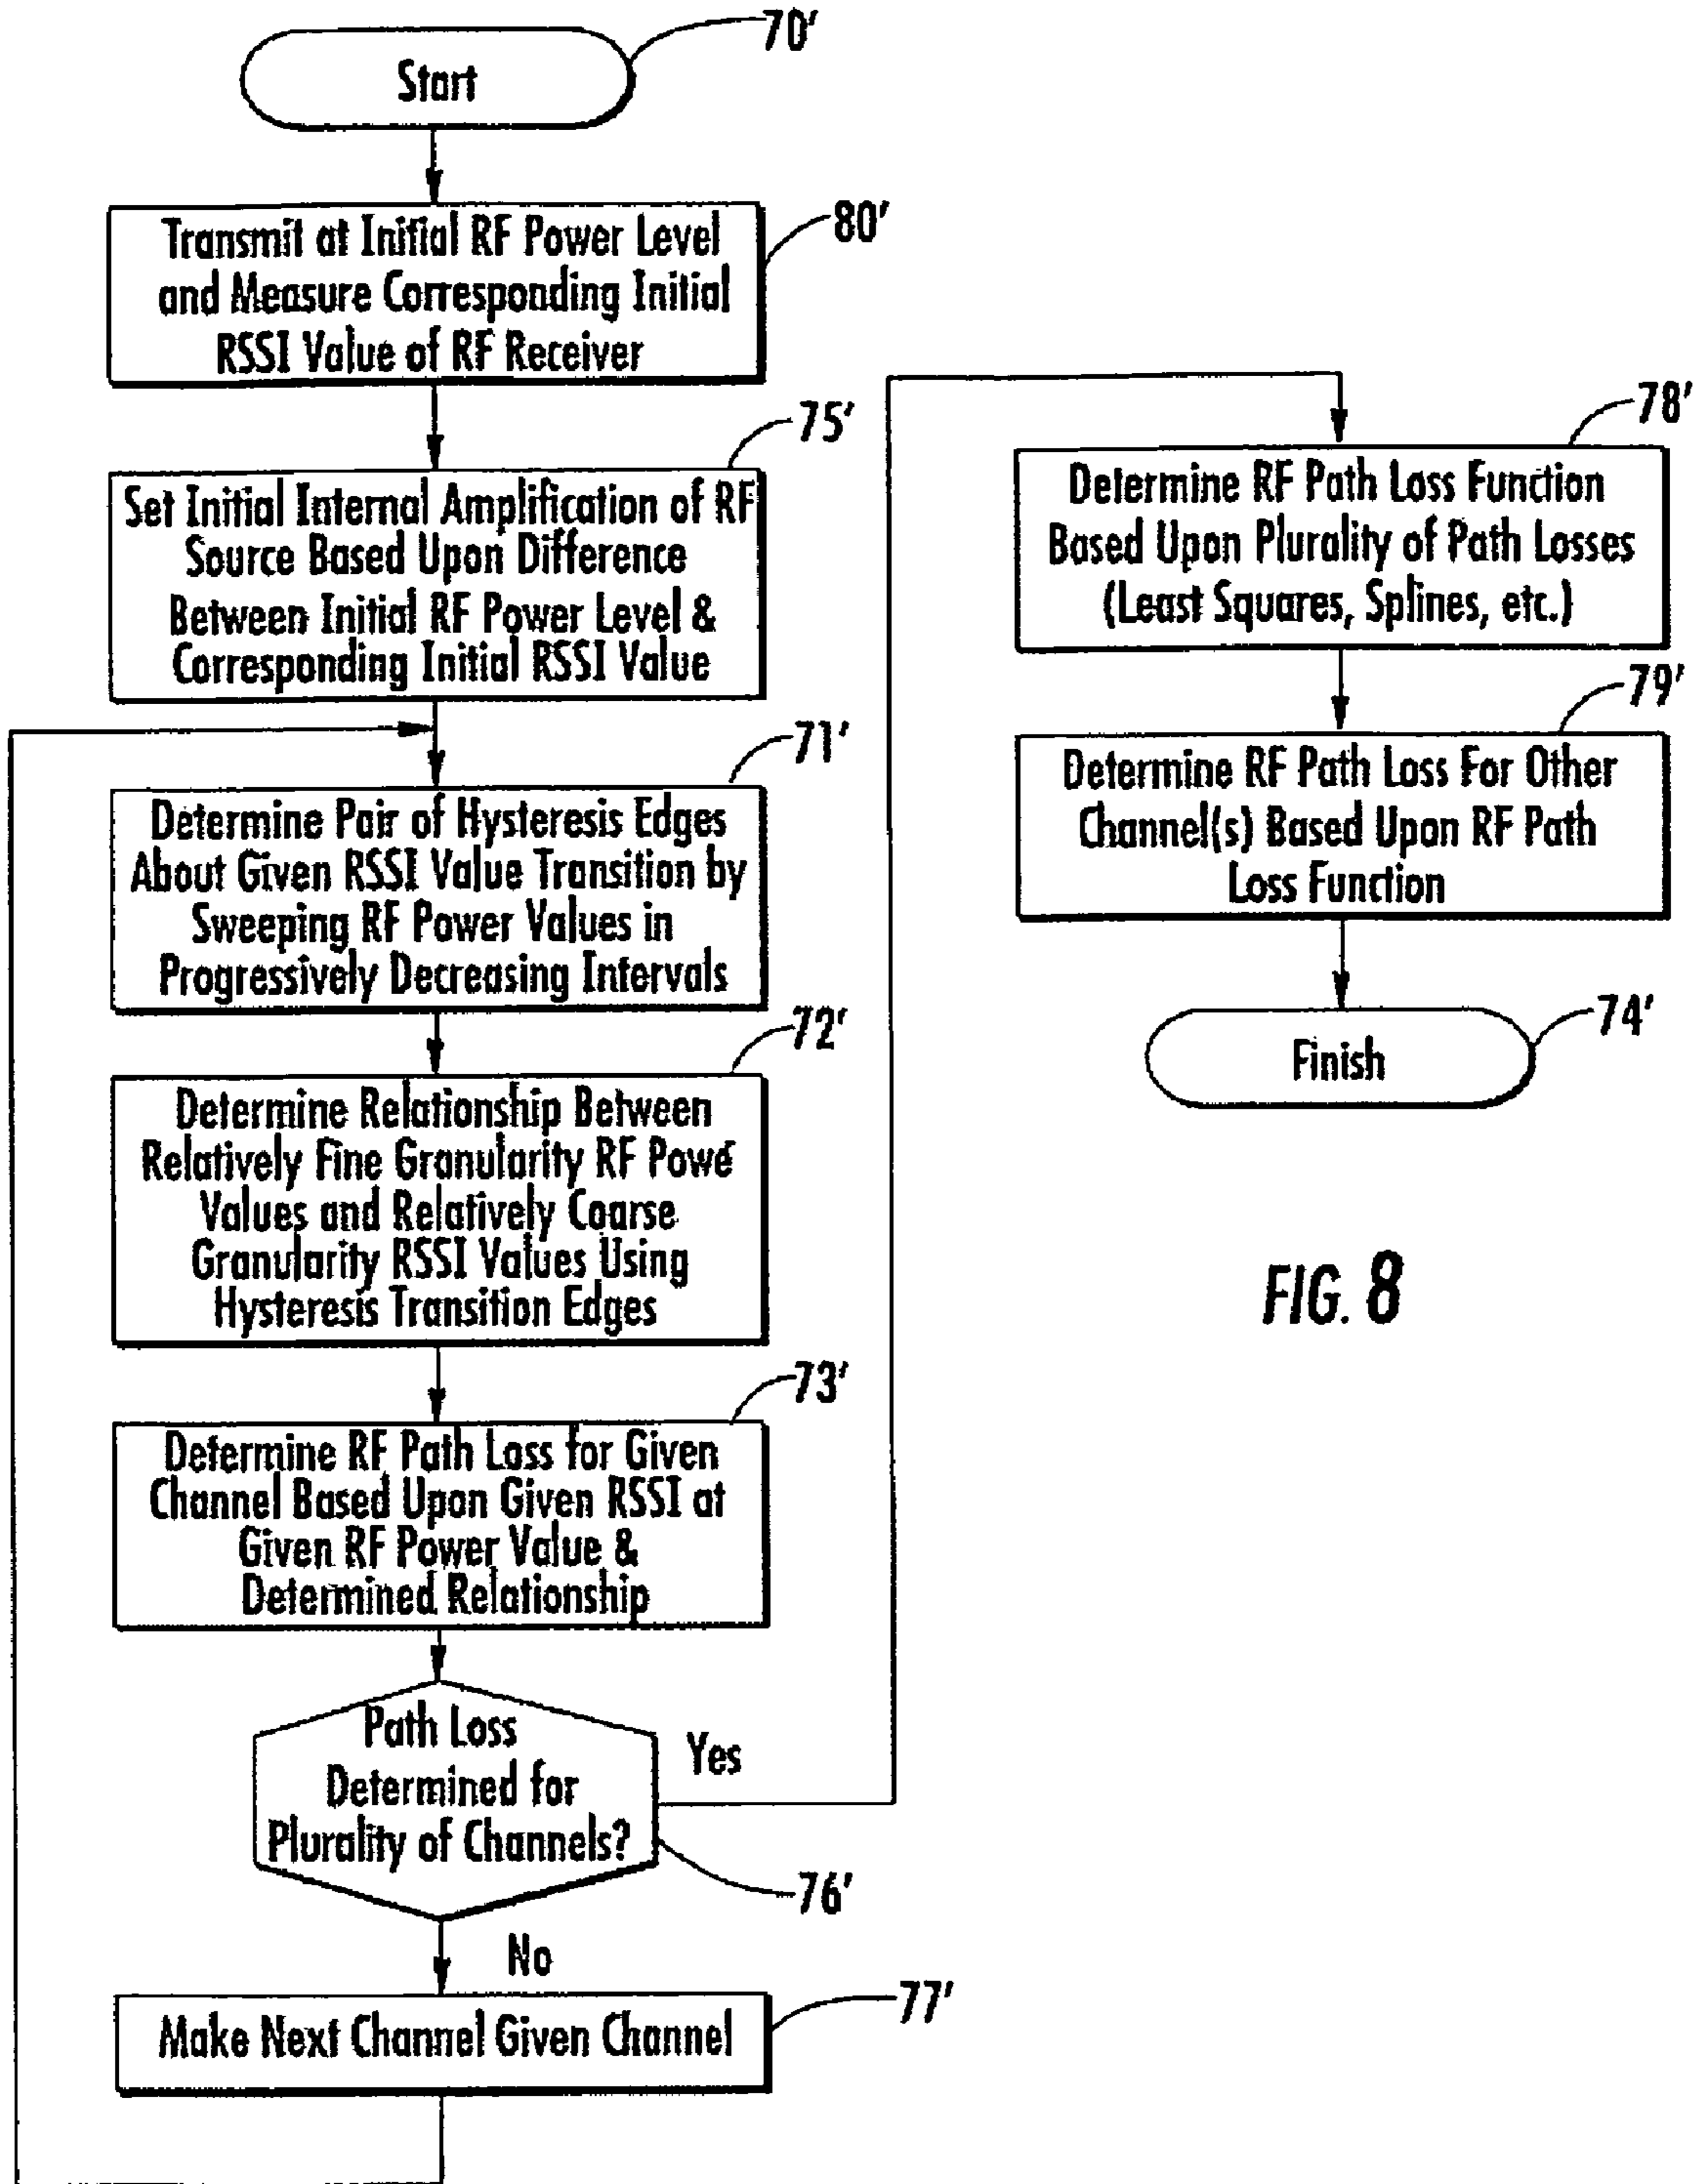 70'
Start
80'
Transmit at Initial RF Power Level
and Measure Corresponding Initial
RSSI Value of RF Receiver
75'
Set Initial Internal Amplification of RF
Source Based Upon Difference
Between Initial RF Power Level &
Corresponding Initial RSSI Value
71'
Determine Pair of Hysteresis Edges
About Given RSSI Value Transition by
Sweeping RF Power Values in
Progressively Decreasing Intervals
72'
Determine Relationship Between
Relatively Fine Granularity RF Powe
Values and Relatively Coarse
Granularity RSSI Values Using
Hysteresis Transition Edges
73'
Determine RF Path Loss for Given
Channel Based Upon Given RSSI at
Given RF Power Value &
Determined Relationship
Path Loss
Determined for
Plurality of Channels?
Yes
76'
No
77'
Make Next Channel Given Channel
78'
Determine RF Path Loss Function
Based Upon Plurality of Path Losses
(Least Squares, Splines, etc.)
79'
Determine RF Path Loss For Other
Channel(s) Based Upon RF Path
Loss Function
74'
Finish
FIG. 8